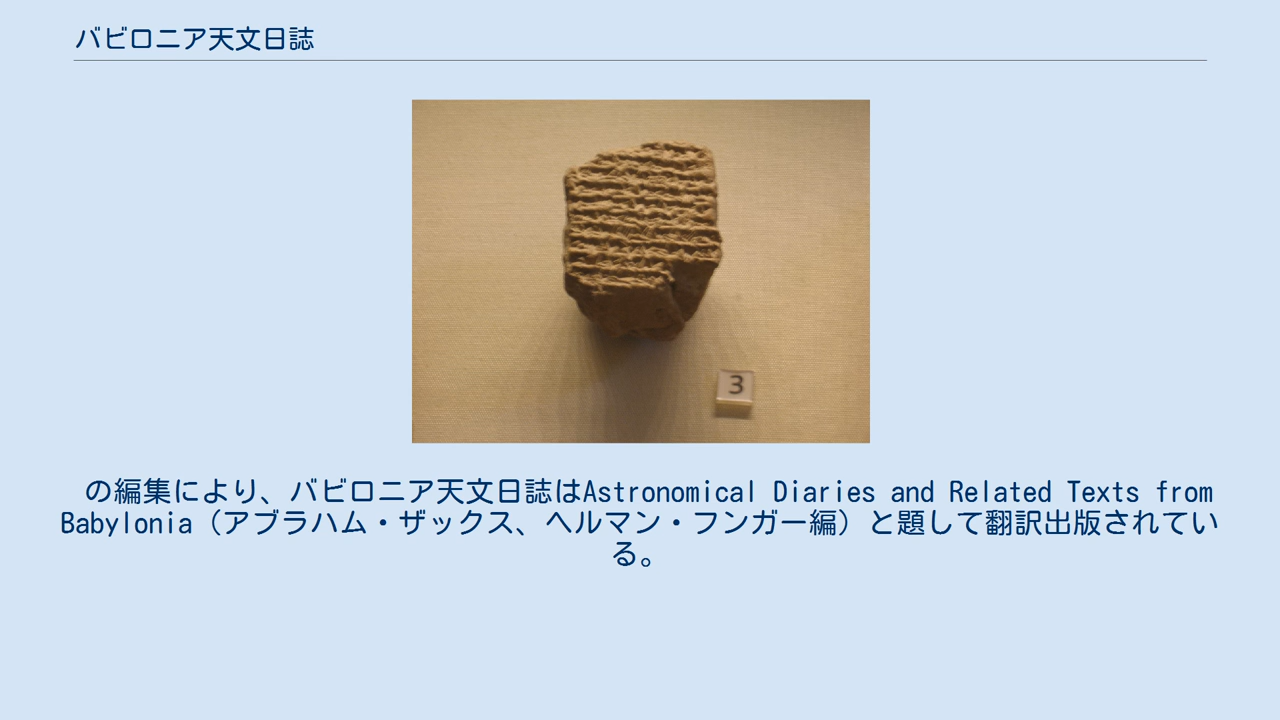 バビロニア天文日誌
3
の編集により、バビロニア天文日誌はAstronomical Diaries and Related Texts from
Babylonia（アブラハム・ザックス、ヘルマン・フンガー編）と題して翻訳出版されてい
る。